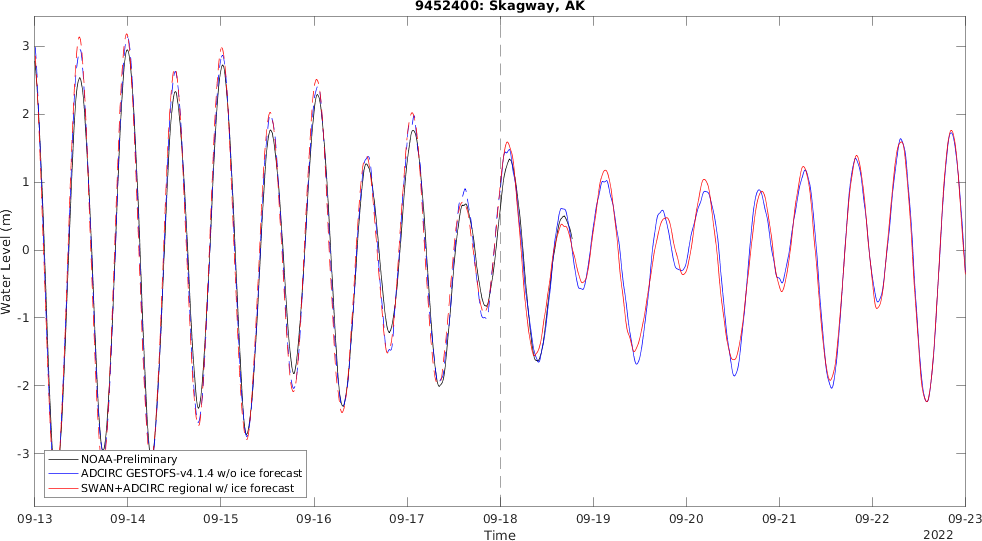 9452400: Skagway, AK
Water Level (m)
3
2
1
0
-1
-2
-3
NOAA-Preliminary
ADCIRC GESTOFS-v4.1.4 w/o ice forecast
SWAN+ADCIRC regional w/ ice forecast
09-13 09-14 09-15 09-16 09-17 09-18 09-19 09-20 09-21 09-22 09-23
Time
2022